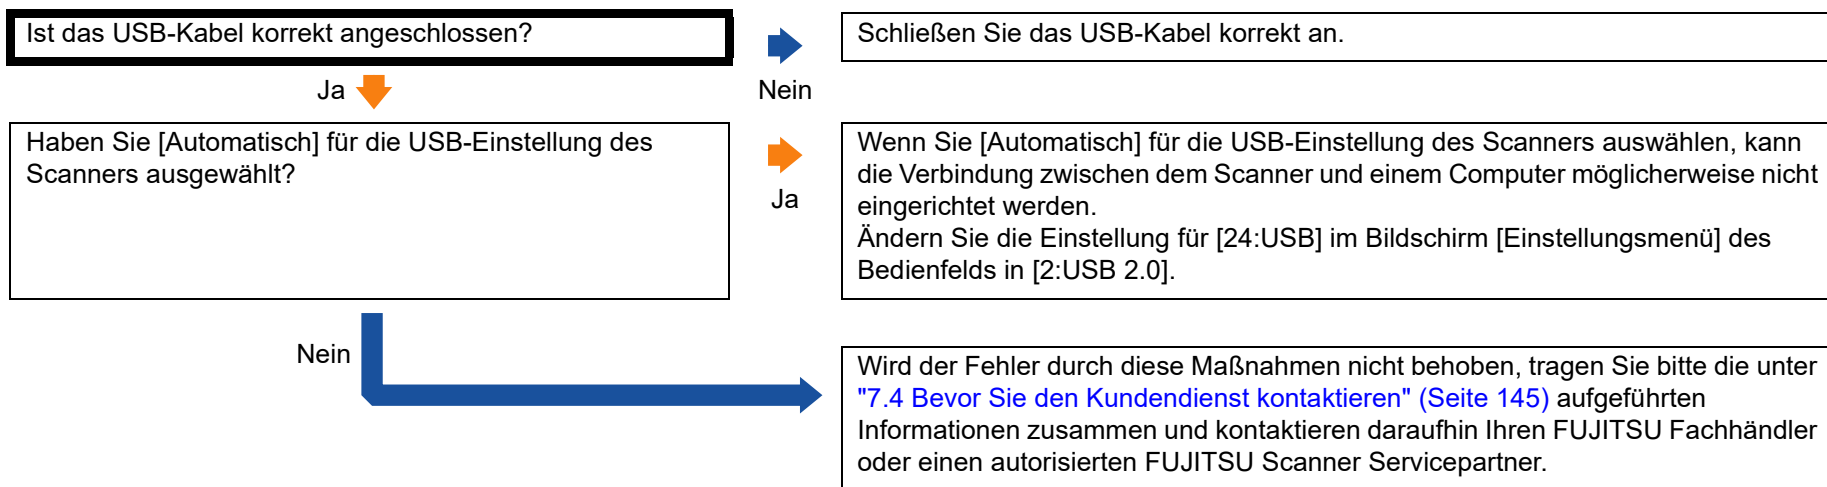 Ist das USB-Kabel korrekt angeschlossen?
Schließen Sie das USB-Kabel korrekt an.
Ja
Nein
Haben Sie [Automatisch] für die USB-Einstellung des
Scanners ausgewählt?
Ja
Wenn Sie [Automatisch] für die USB-Einstellung des Scanners auswählen, kann
die Verbindung zwischen dem Scanner und einem Computer möglicherweise nicht
eingerichtet werden.
Ändern Sie die Einstellung für [24:USB] im Bildschirm [Einstellungsmenü] des
Bedienfelds in [2:USB 2.0].
Nein
Wird der Fehler durch diese Maßnahmen nicht behoben, tragen Sie bitte die unter
"7.4 Bevor Sie den Kundendienst kontaktieren" (Seite 145) aufgeführten
Informationen zusammen und kontaktieren daraufhin Ihren FUJITSU Fachhändler
oder einen autorisierten FUJITSU Scanner Servicepartner.